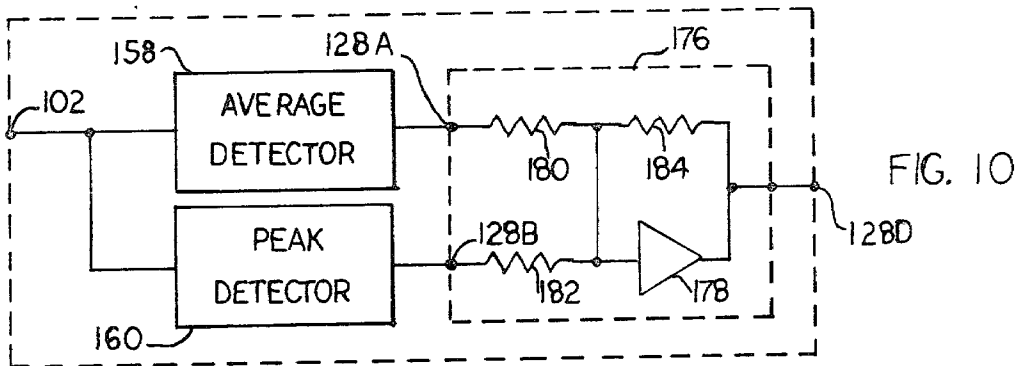 158
128A
176
102
AVERAGE
DETECTOR
180
184
FIG. 10
PEAK
DETECTOR
128B
182
178
128D
160